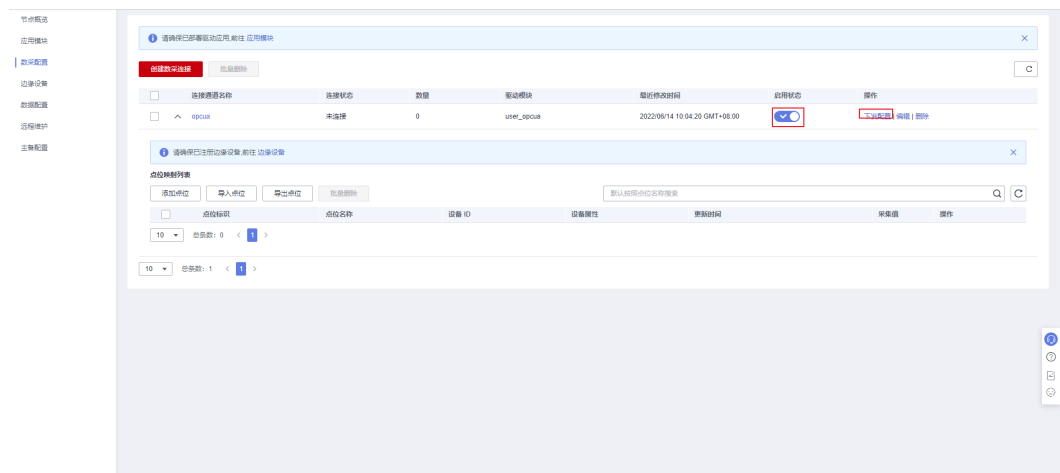 节点概览
应用模块
数采配置
边缘设备
数据配置
远程维护
主备配置
请确保已部署驱动应用,前往 应用模块
创建数采连接 批量删除
连接通道名称 连接状态 数量 驱动模块 最近修改时间 启用状态 操作
opcua 未连接 0 user_opcua 2022/06/14 10:04:20 GMT+08:00 下发配置 | 编辑 | 删除
请确保已注册边缘设备,前往 边缘设备
点位映射列表
添加点位 导入点位 导出点位 批量删除 默认按照点位名称搜索
点位标识 点位名称 设备 ID 设备属性 更新时间 采集值 操作
10 总条数: 0 < 1 >
10 总条数: 1 < 1 >